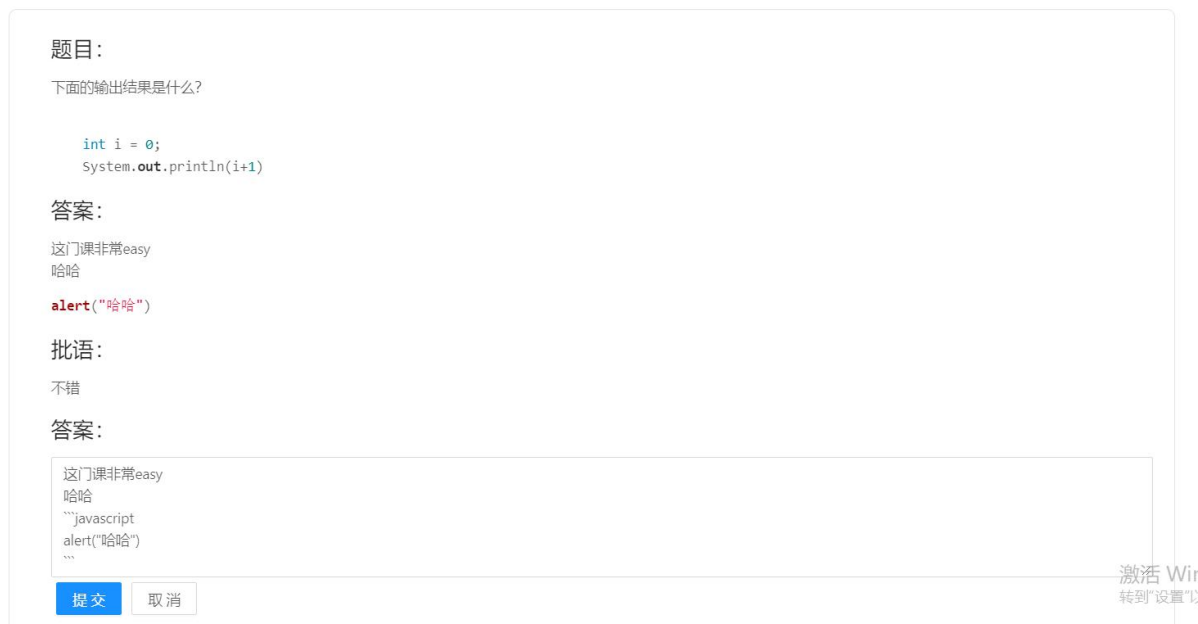 题目：
下面的输出结果是什么？
int i = 0;
System.out.println(i+1)
答案：
这门课非常easy
哈哈
alert("哈哈")
批语：
不错
答案：
这门课非常easy
哈哈
```javascript
alert("哈哈")
```
提交 取消
激活 Win
转到"设置"以